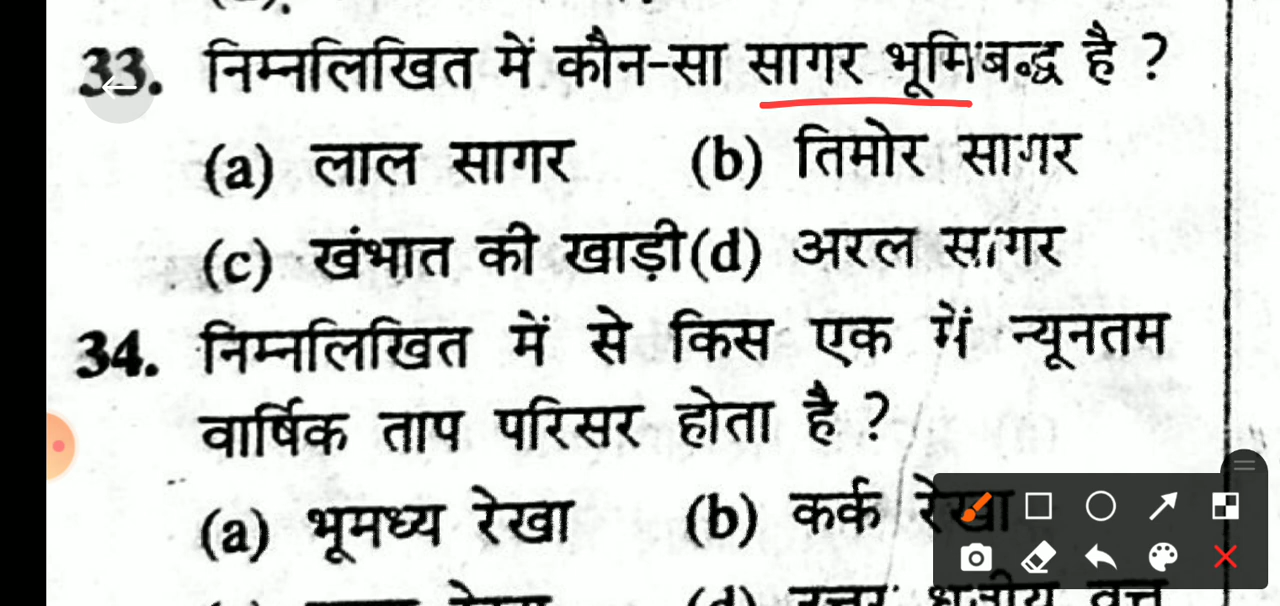 33. निम्नलिखित में कौन-सा सागर भूमिबद्ध है ?
(a) लाल सागर (b) तिमोर सागर
(c) खंभात की खाड़ी (d) अरल सागर
34. निम्नलिखित में से किस एक में न्यूनतम
वार्षिक ताप परिसर होता है ?
(a) भूमध्य रेखा (b) कर्क रेखा
(d)